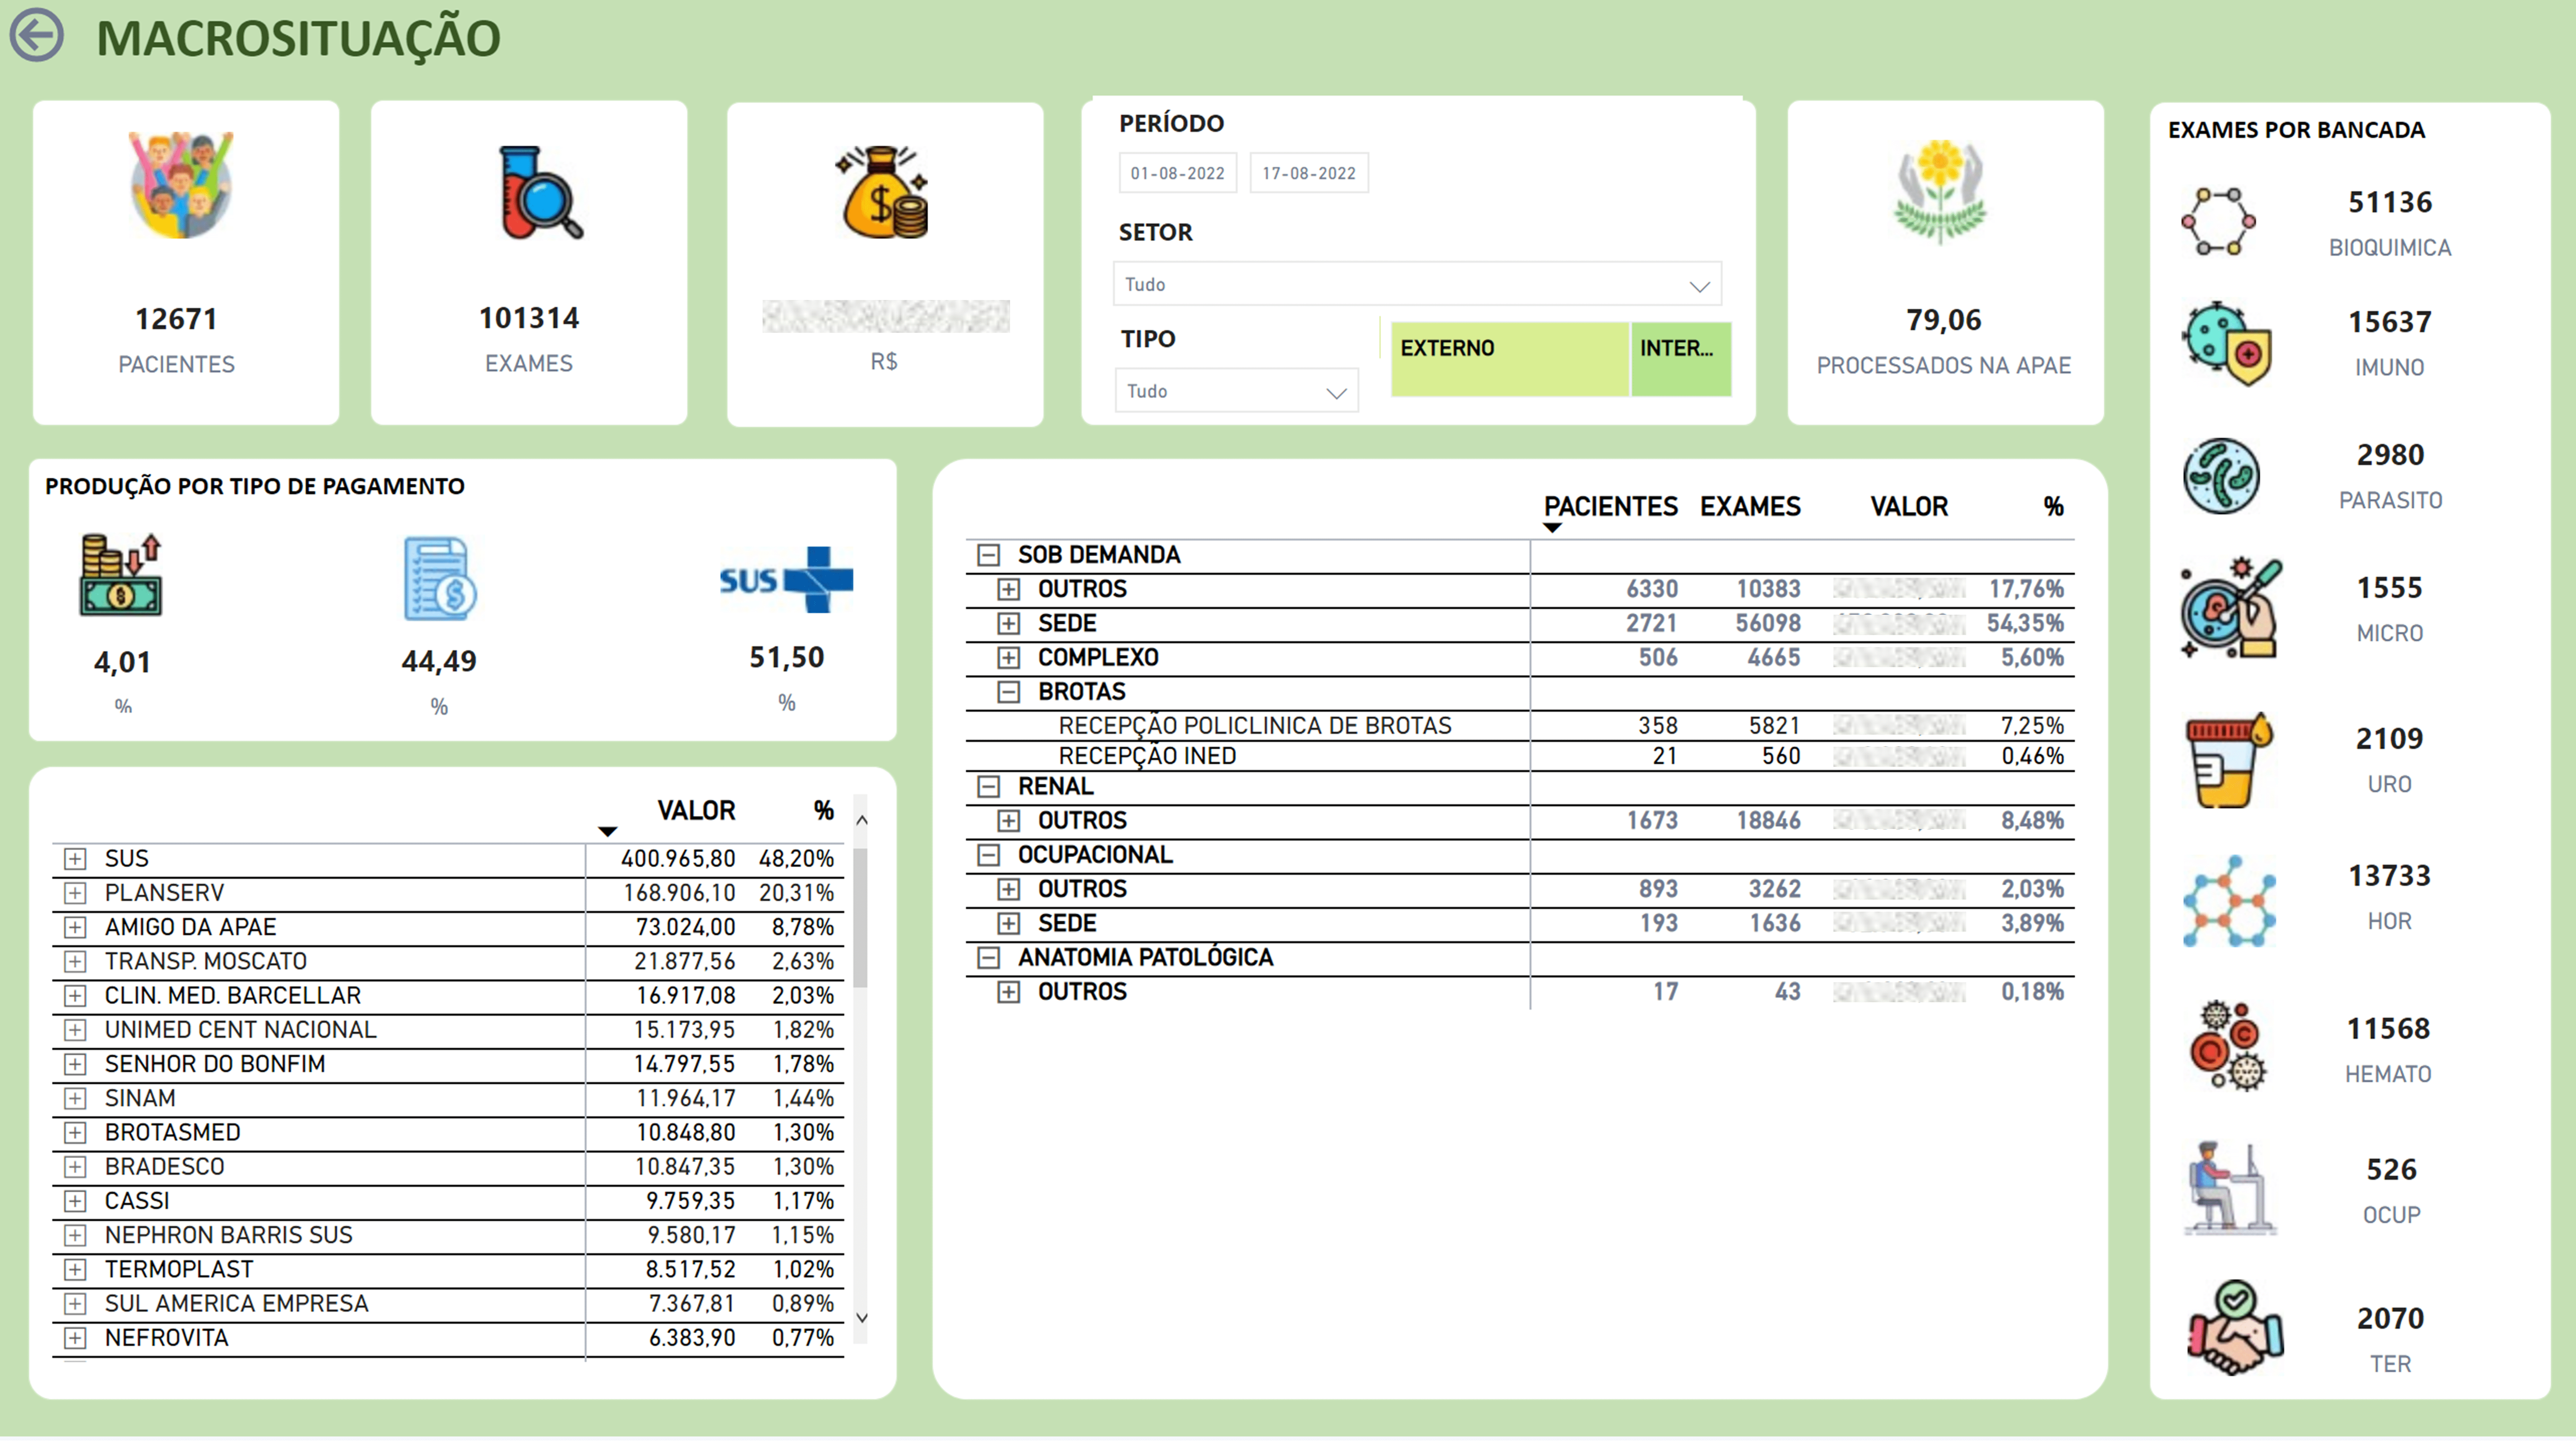 MACROSITUAÇÃO
12671
PACIENTES
101314
EXAMES
R$
PERÍODO
01-08-2022 17-08-2022
SETOR
Tudo
TIPO
Tudo
EXTERNO INTER...
79,06
PROCESSADOS NA APAE
EXAMES POR BANCADA
51136
BIOQUIMICA
15637
IMUNO
2980
PARASITO
1555
MICRO
2109
URO
13733
HOR
11568
HEMATO
526
OCUP
2070
TER
PRODUÇÃO POR TIPO DE PAGAMENTO
SUS
4,01 44,49 51,50
% % %
VALOR %
SUS 400.965,80 48,20%
PLANSERV 168.906,10 20,31%
AMIGO DA APAE 73.024,00 8,78%
TRANSP. MOSCATO 21.877,56 2,63%
CLIN. MED. BARCELLAR 16.917,08 2,03%
UNIMED CENT NACIONAL 15.173,95 1,82%
SENHOR DO BONFIM 14.797,55 1,78%
SINAM 11.964,17 1,44%
BROTASMED 10.848,80 1,30%
BRADESCO 10.847,35 1,30%
CASSI 9.759,35 1,17%
NEPHRON BARRIS SUS 9.580,17 1,15%
TERMOPLAST 8.517,52 1,02%
SUL AMERICA EMPRESA 7.367,81 0,89%
NEFROVITA 6.383,90 0,77%
PACIENTES EXAMES VALOR %
SOB DEMANDA
OUTROS 6330 10383 17,76%
SEDE 2721 56098 54,35%
COMPLEXO 506 4665 5,60%
BROTAS
RECEPÇÃO POLICLINICA DE BROTAS 358 5821 7,25%
RECEPÇÃO INED 21 560 0,46%
RENAL
OUTROS 1673 18846 8,48%
OCUPACIONAL
OUTROS 893 3262 2,03%
SEDE 193 1636 3,89%
ANATOMIA PATOLÓGICA
OUTROS 17 43 0,18%